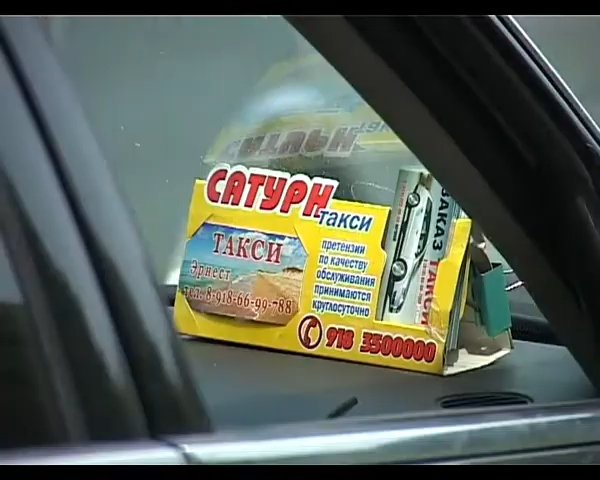 САТУРН
такси
ТАКСИ
Эрнест
тел. 8-918-66-99-788
претензии
по качеству
обслуживания
принимаются
круглосуточно
918 3500000
ЗАКАЗ
ТАКСИ